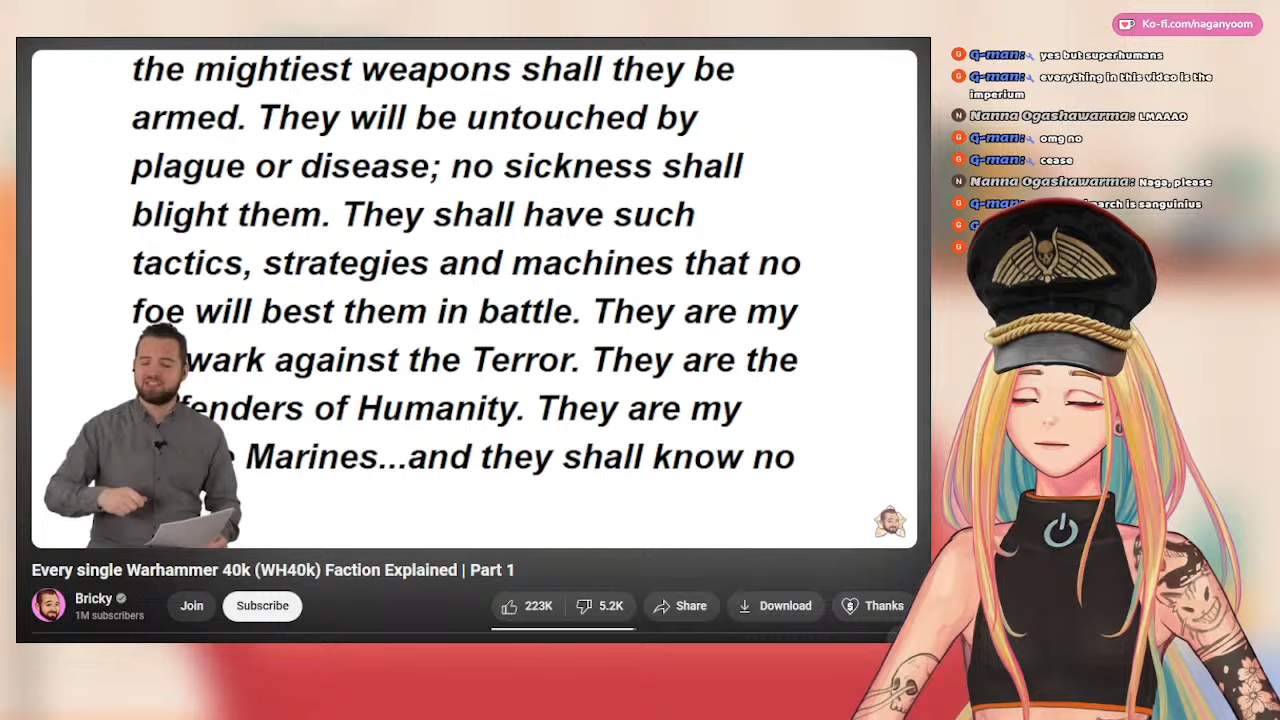 Ko-fi.com/naganyoom
the mightiest weapons shall they be
armed. They will be untouched by
plague or disease; no sickness shall
blight them. They shall have such
tactics, strategies and machines that no
foe will best them in battle. They are my
wark against the Terror. They are the
fenders of Humanity. They are my
Marines...and they shall know no
Every single Warhammer 40k (WH40k) Faction Explained | Part 1
Bricky
1M subscribers
Join
Subscribe
223K
5.2K
Share
Download
Thanks
G G-man: yes but superhumans
G G-man: everything in this video is the
imperium
N Nanna Ogashawarma: LMAAAO
G G-man: omg no
G G-man: cease
N Nanna Ogashawarma: Naga, please
G G-man: march is sanguinius
G G
G